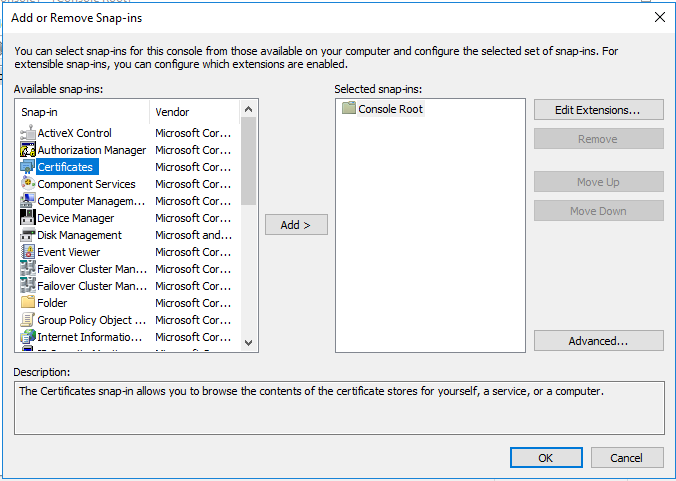 Add or Remove Snap-ins
You can select snap-ins for this console from those available on your computer and configure the selected set of snap-ins. For
extensible snap-ins, you can configure which extensions are enabled.
Available snap-ins:
Selected snap-ins:
Snap-in Vendor
ActiveX Control Microsoft Cor...
Authorization Manager Microsoft Cor...
Certificates Microsoft Cor...
Component Services Microsoft Cor...
Computer Managem... Microsoft Cor...
Device Manager Microsoft Cor...
Disk Management Microsoft and...
Event Viewer Microsoft Cor...
Failover Cluster Man... Microsoft Cor...
Failover Cluster Man... Microsoft Cor...
Folder Microsoft Cor...
Group Policy Object ... Microsoft Cor...
Internet Informatio... Microsoft Cor...
Add >
Console Root
Edit Extensions...
Remove
Move Up
Move Down
Advanced...
Description:
The Certificates snap-in allows you to browse the contents of the certificate stores for yourself, a service, or a computer.
OK
Cancel